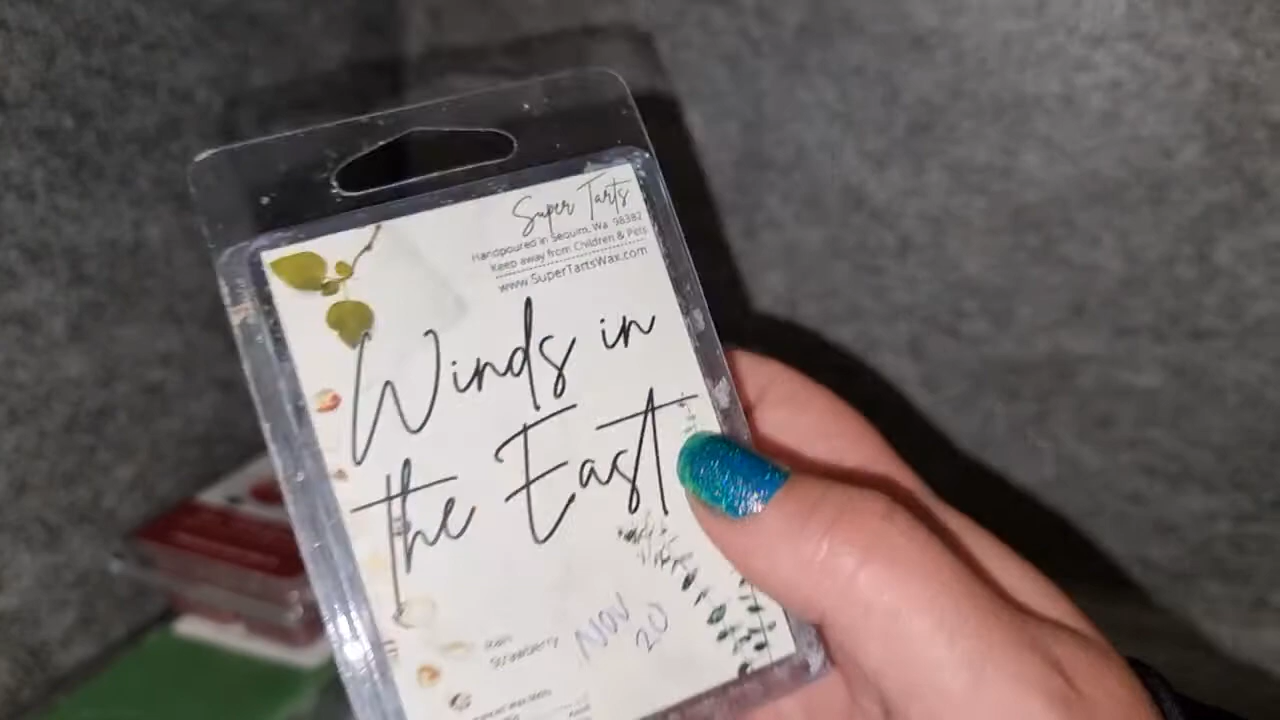 Super Tarts
Handpoured in Sequim, Wa 98382
Keep away from Children & Pets
www.SuperTartsWax.com
Winds in
the East
Rain
Strawberry
NOV
20